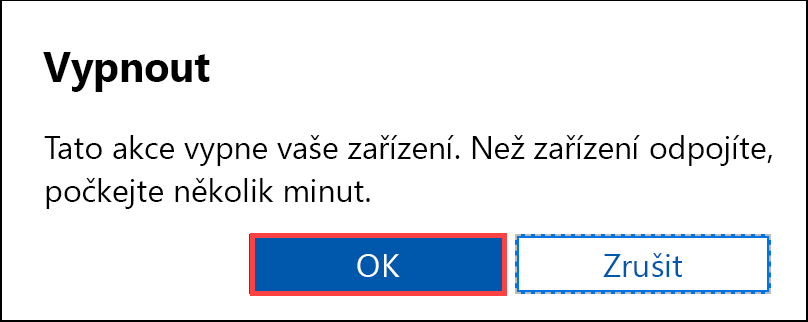 Vypnout
Tato akce vypne vaše zařízení. Než zařízení odpojíte,
počkejte několik minut.
OK
Zrušit